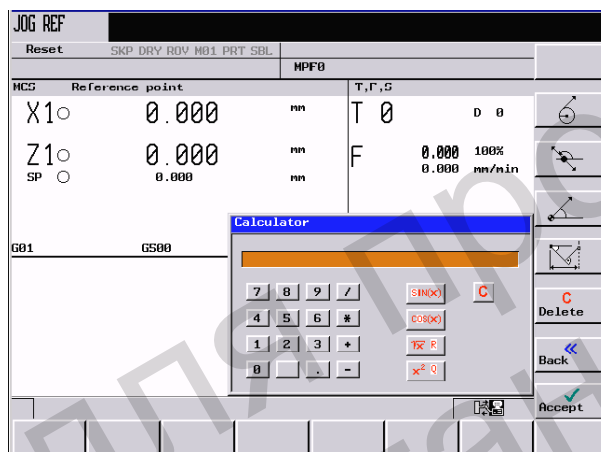 JOG REF
Reset SKP DRY ROV M01 PRT SBL
MPF0
MCS Reference point T,F,S
X1 0.000 mm T 0 D 0
Z1 0.000 mm F 0.000 100%
SP 0.000 mm 0.000 mm/min
G01 G500
Calculator
7 8 9 / SIN(x) C
4 5 6 * COS(x)
1 2 3 + √x R
0 . - x² Q
C
Delete
Back
Accept